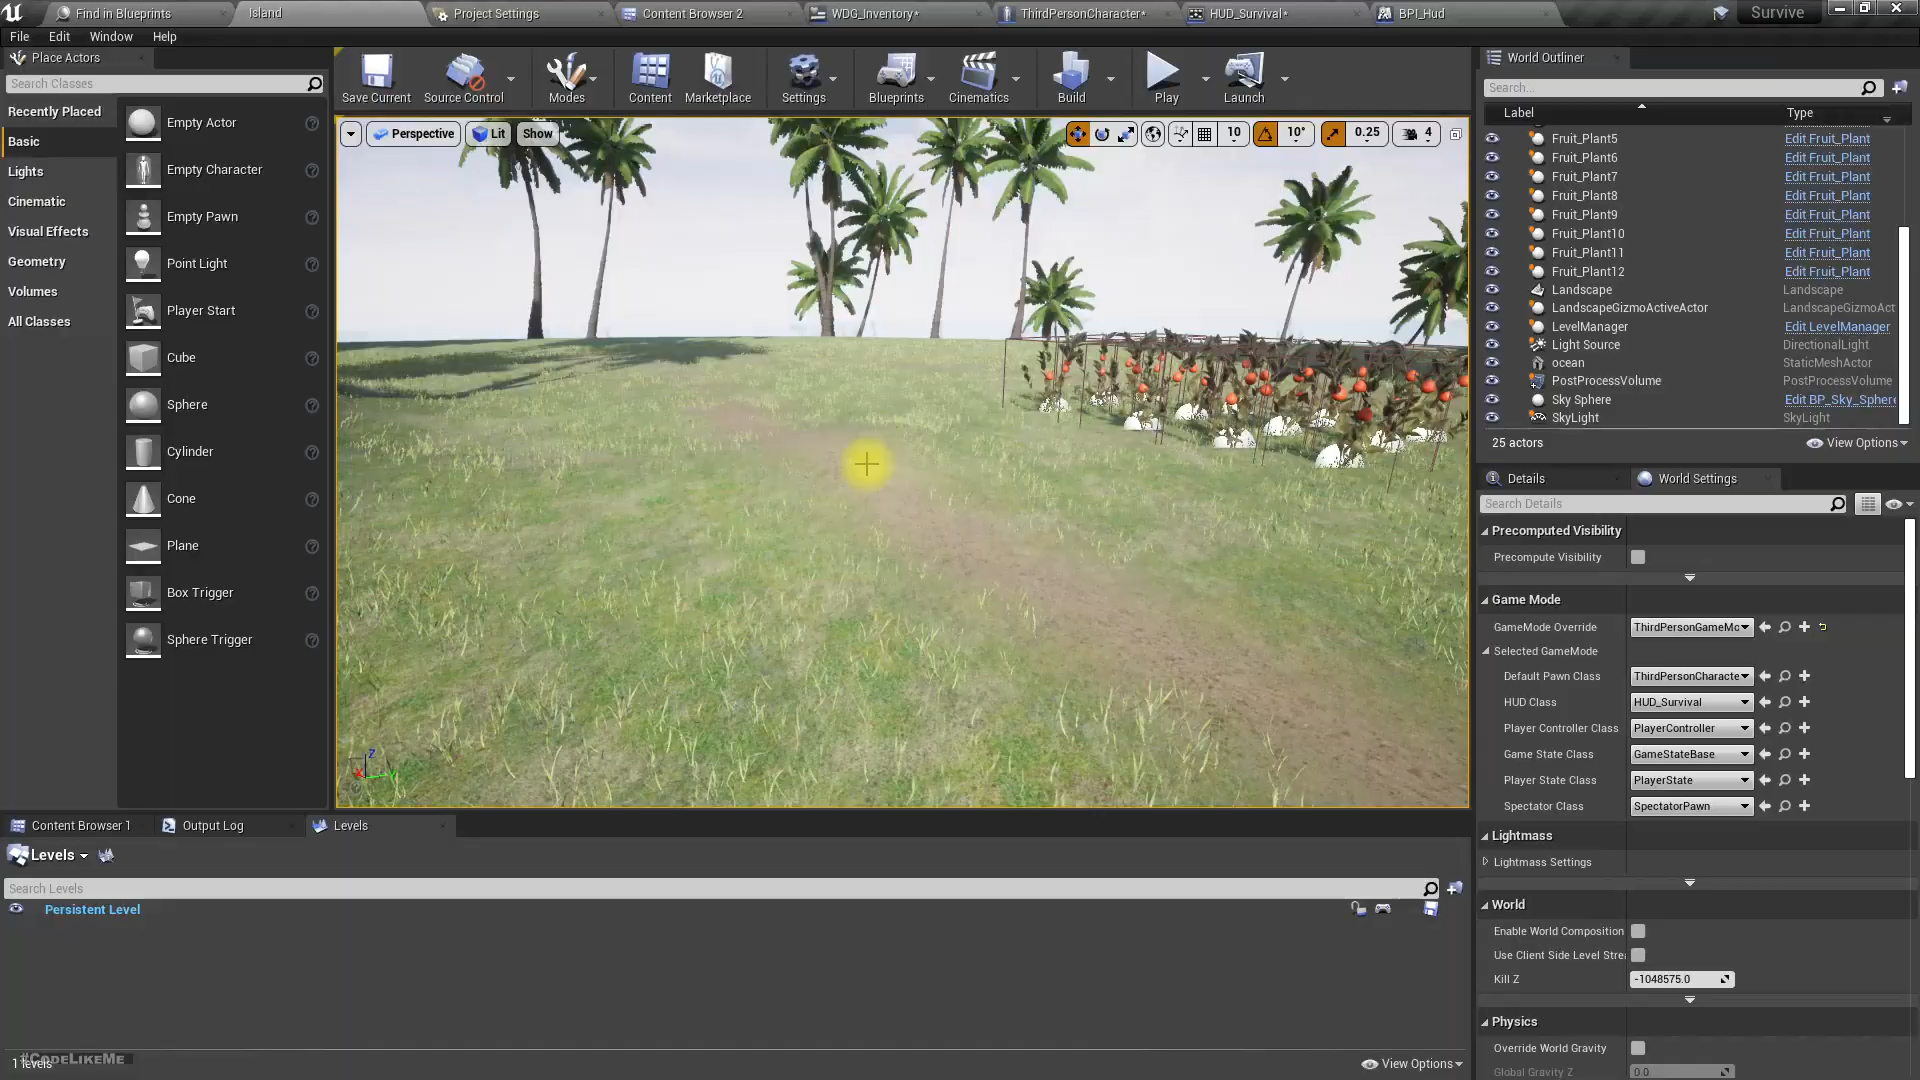 Find in Blueprints
Island
Project Settings
Content Browser 2
WDG_Inventory*
ThirdPersonCharacter*
HUD_Survival*
BPI_Hud
Survive
File
Edit
Window
Help
Place Actors
Search Classes
Recently Placed
Basic
Lights
Cinematic
Visual Effects
Geometry
Volumes
All Classes
Empty Actor
Empty Character
Empty Pawn
Point Light
Player Start
Cube
Sphere
Cylinder
Cone
Plane
Box Trigger
Sphere Trigger
Save Current
Source Control
Modes
Content
Marketplace
Settings
Blueprints
Cinematics
Build
Play
Launch
Perspective
Lit
Show
10
10°
0.25
4
X
Y
Z
World Outliner
Search...
Label
Type
Fruit_Plant5
Edit Fruit_Plant
Fruit_Plant6
Edit Fruit_Plant
Fruit_Plant7
Edit Fruit_Plant
Fruit_Plant8
Edit Fruit_Plant
Fruit_Plant9
Edit Fruit_Plant
Fruit_Plant10
Edit Fruit_Plant
Fruit_Plant11
Edit Fruit_Plant
Fruit_Plant12
Edit Fruit_Plant
Landscape
Landscape
LandscapeGizmoActiveActor
LandscapeGizmoAct
LevelManager
Edit LevelManager
Light Source
DirectionalLight
ocean
StaticMeshActor
PostProcessVolume
PostProcessVolume
Sky Sphere
Edit BP_Sky_Sphere
SkyLight
SkyLight
25 actors
View Options
Details
World Settings
Search Details
Precomputed Visibility
Precompute Visibility
Game Mode
GameMode Override
ThirdPersonGameMo
Selected GameMode
Default Pawn Class
ThirdPersonCharacte
HUD Class
HUD_Survival
Player Controller Class
PlayerController
Game State Class
GameStateBase
Player State Class
PlayerState
Spectator Class
SpectatorPawn
Lightmass
Lightmass Settings
World
Enable World Composition
Use Client Side Level Strea
Kill Z
-1048575.0
Physics
Override World Gravity
Global Gravity Z
0.0
Content Browser 1
Output Log
Levels
Levels
Search Levels
Persistent Level
#CodeLikeMe
1 levels
View Options